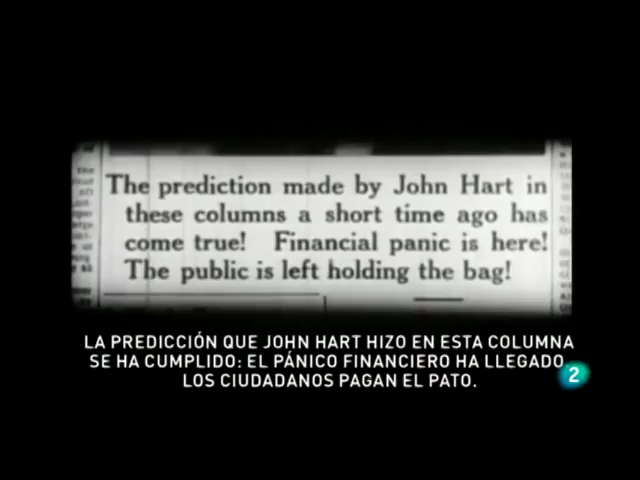 The prediction made by John Hart in
these columns a short time ago has
come true! Financial panic is here!
The public is left holding the bag!
LA PREDICCIÓN QUE JOHN HART HIZO EN ESTA COLUMNA
SE HA CUMPLIDO: EL PÁNICO FINANCIERO HA LLEGADO
LOS CIUDADANOS PAGAN EL PATO.
2